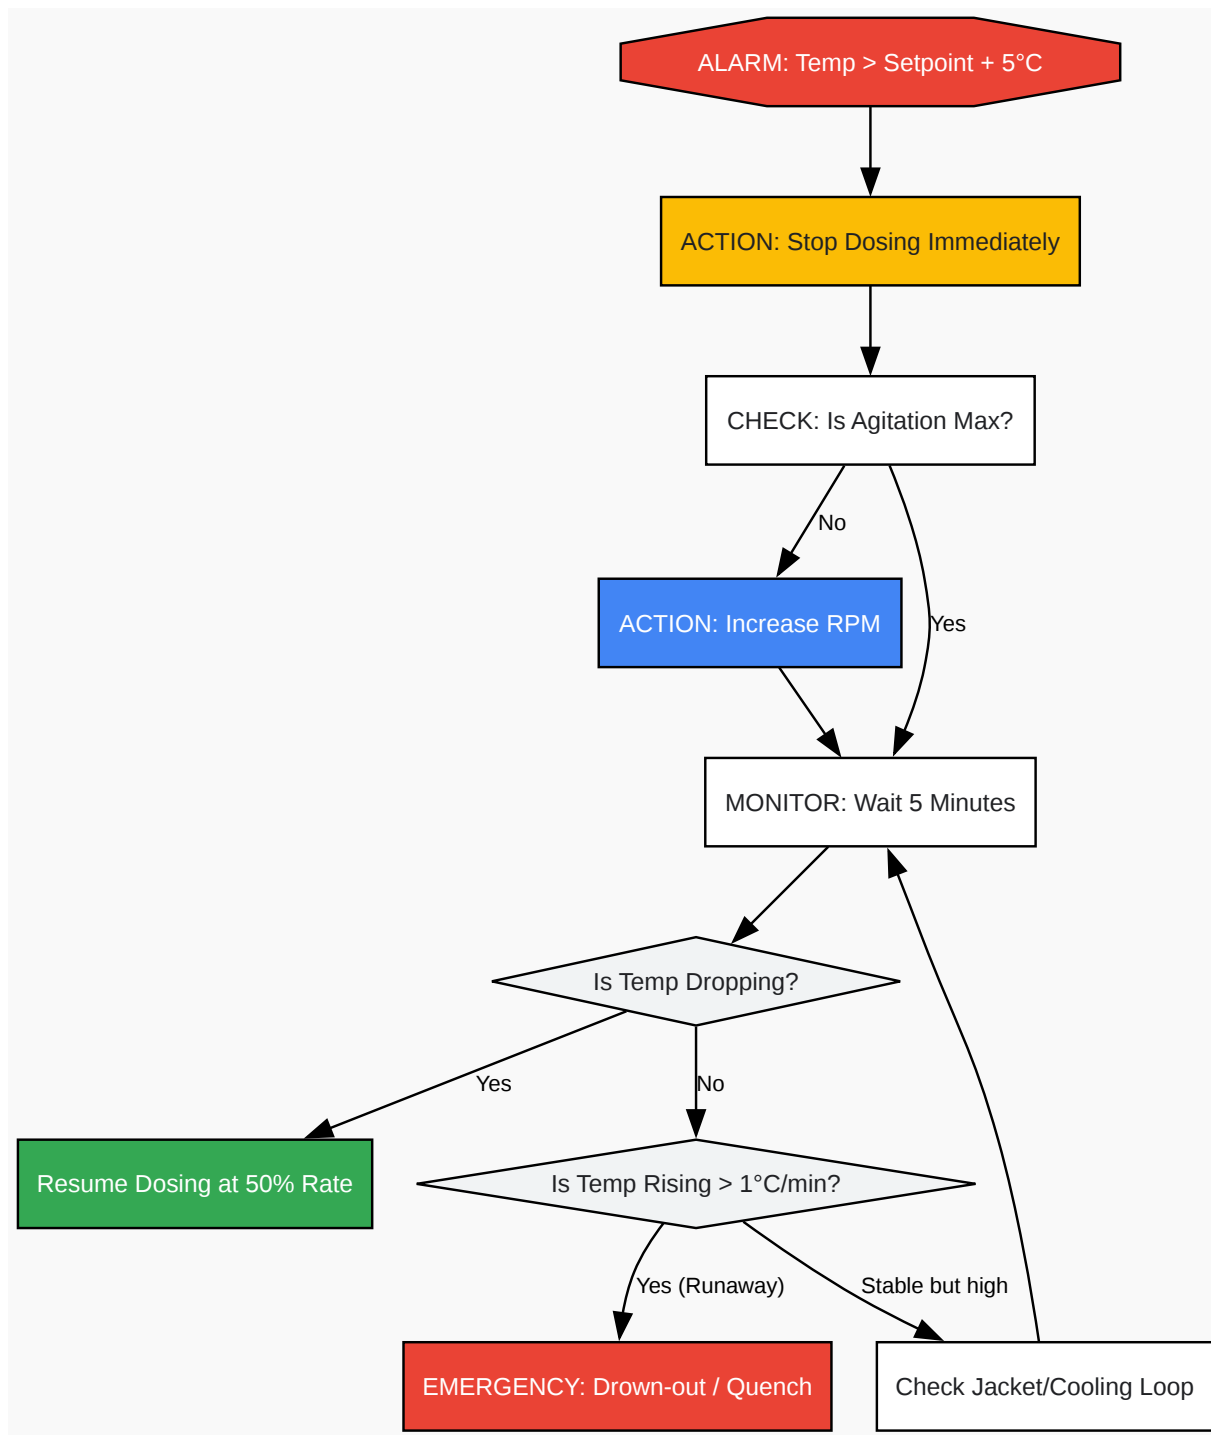 ALARM: Temp > Setpoint + 5°C
ACTION: Stop Dosing Immediately
CHECK: Is Agitation Max?
No
ACTION: Increase RPM
Yes
MONITOR: Wait 5 Minutes
Is Temp Dropping?
Yes
No
Resume Dosing at 50% Rate
Is Temp Rising > 1°C/min?
Yes (Runaway)
Stable but high
EMERGENCY: Drown-out / Quench
Check Jacket/Cooling Loop